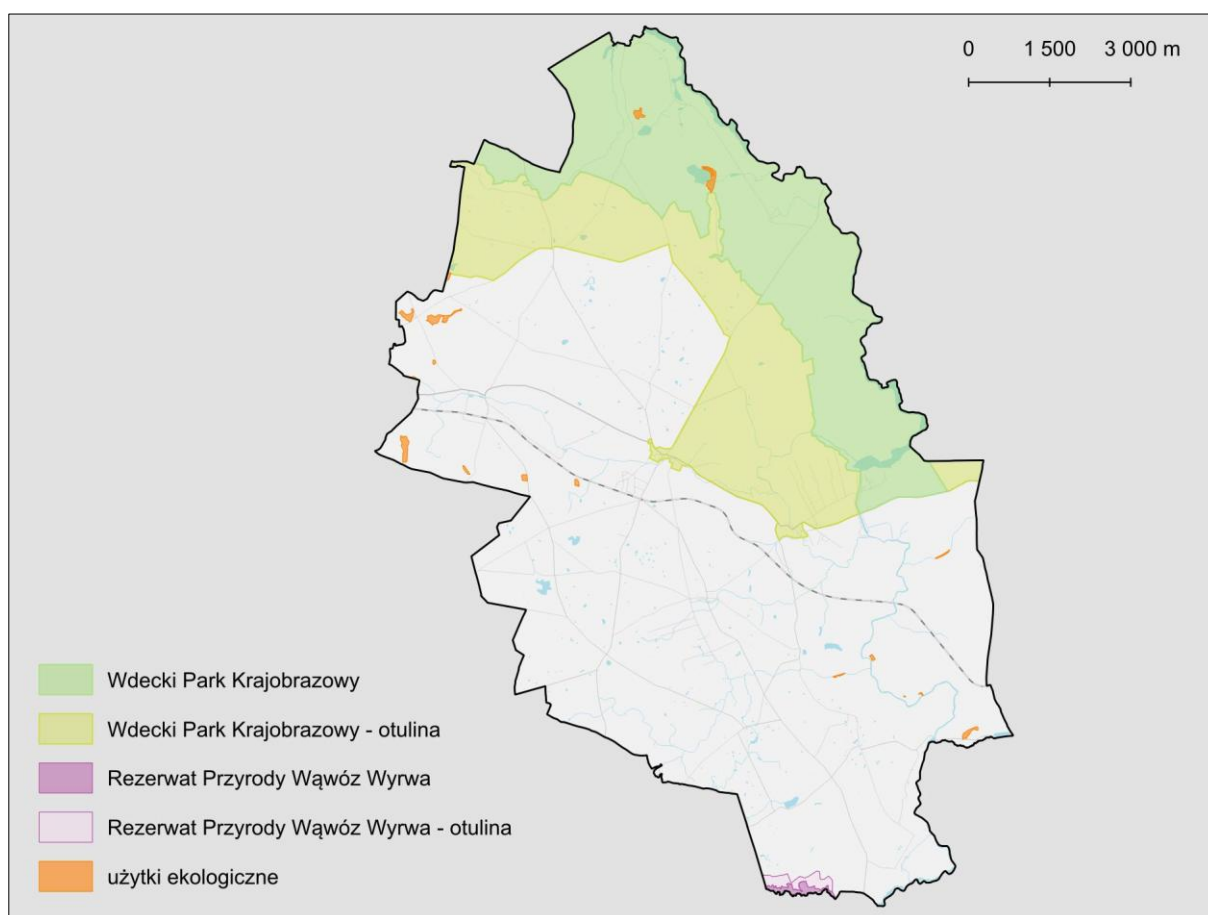 0 1 500 3 000 m
Wdecki Park Krajobrazowy
Wdecki Park Krajobrazowy - otulina
Rezerwat Przyrody Wąwóz Wyrwa
Rezerwat Przyrody Wąwóz Wyrwa - otulina
użytki ekologiczne